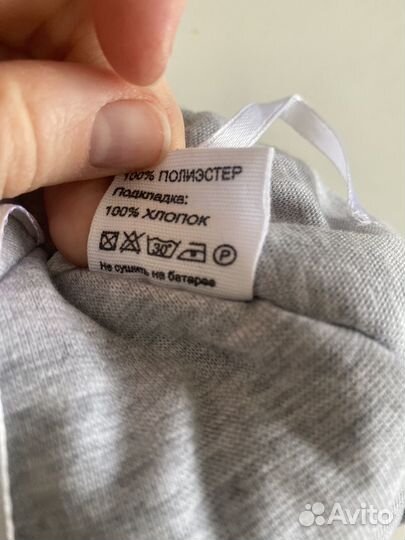 100% ПОЛИЭСТЕР
Подкладка:
100% ХЛОПОК
30° P
Не сушить на батарее
Avito